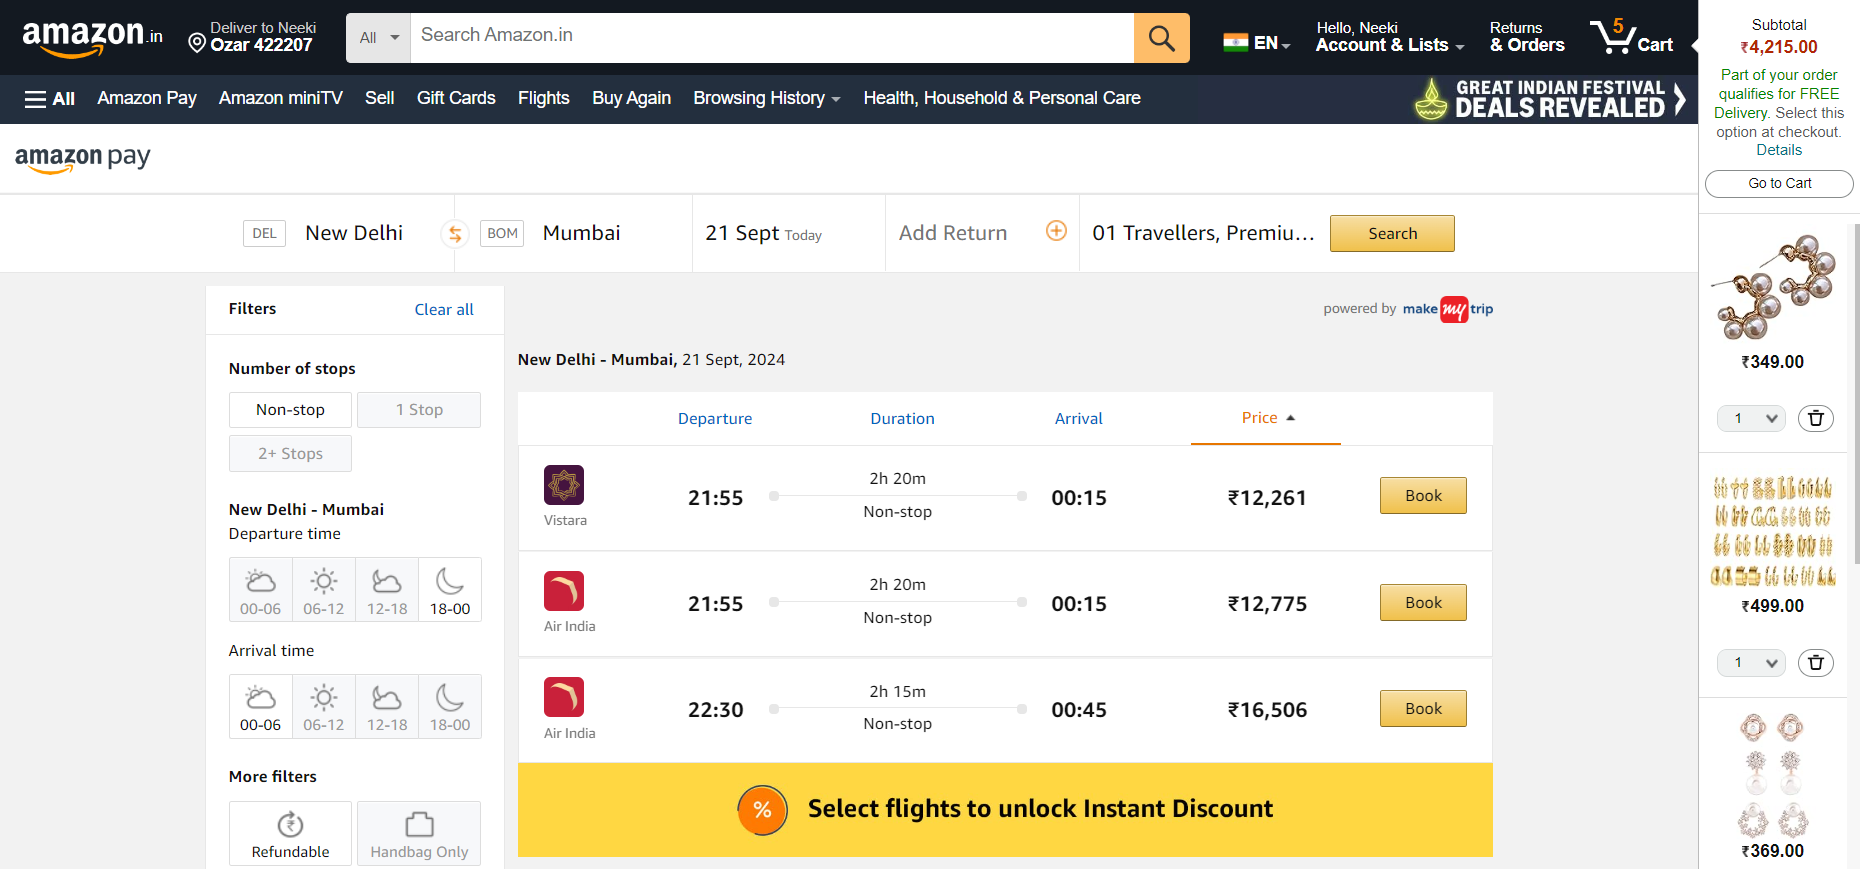 amazon.in
Deliver to Neeki
Ozar 422207
All
Search Amazon.in
EN
Hello, Neeki
Account & Lists
Returns
& Orders
5
Cart
All
Amazon Pay
Amazon miniTV
Sell
Gift Cards
Flights
Buy Again
Browsing History
Health, Household & Personal Care
GREAT INDIAN FESTIVAL
DEALS REVEALED
Subtotal
₹4,215.00
Part of your order
qualifies for FREE
Delivery. Select this
option at checkout.
Details
Go to Cart
amazon pay
DEL
New Delhi
BOM
Mumbai
21 Sept Today
Add Return
01 Travellers, Premiu...
Search
Filters
Clear all
Number of stops
Non-stop
1 Stop
2+ Stops
New Delhi - Mumbai
Departure time
00-06
06-12
12-18
18-00
Arrival time
00-06
06-12
12-18
18-00
More filters
₹
Refundable
Handbag Only
powered by make my trip
New Delhi - Mumbai, 21 Sept, 2024
Departure
Duration
Arrival
Price
Vistara
21:55
2h 20m
Non-stop
00:15
₹12,261
Book
Air India
21:55
2h 20m
Non-stop
00:15
₹12,775
Book
Air India
22:30
2h 15m
Non-stop
00:45
₹16,506
Book
% Select flights to unlock Instant Discount
₹349.00
1
₹499.00
1
₹369.00